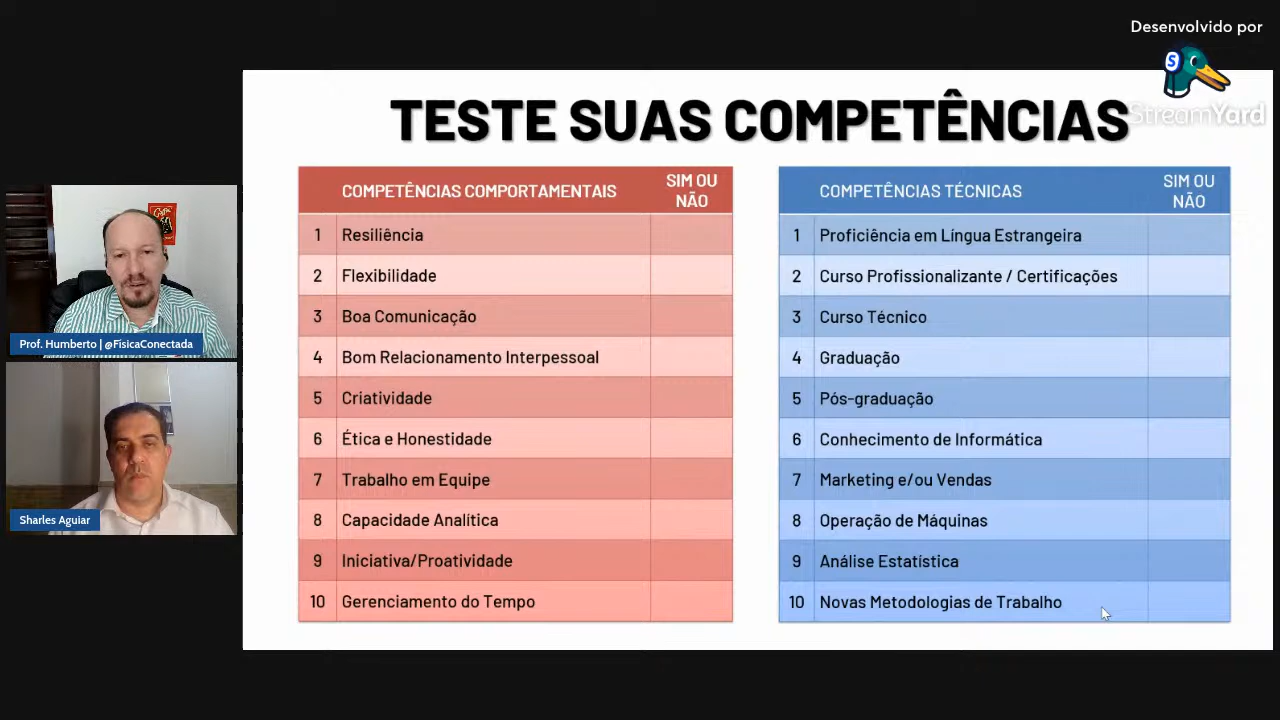 Desenvolvido por
StreamYard
TESTE SUAS COMPETÊNCIAS
COMPETÊNCIAS COMPORTAMENTAIS
SIM OU
NÃO
1 Resiliência
2 Flexibilidade
3 Boa Comunicação
4 Bom Relacionamento Interpessoal
5 Criatividade
6 Ética e Honestidade
7 Trabalho em Equipe
8 Capacidade Analítica
9 Iniciativa/Proatividade
10 Gerenciamento do Tempo
COMPETÊNCIAS TÉCNICAS
SIM OU
NÃO
1 Proficiência em Língua Estrangeira
2 Curso Profissionalizante / Certificações
3 Curso Técnico
4 Graduação
5 Pós-graduação
6 Conhecimento de Informática
7 Marketing e/ou Vendas
8 Operação de Máquinas
9 Análise Estatística
10 Novas Metodologias de Trabalho
Prof. Humberto | @FisicaConectada
Sharles Aguiar